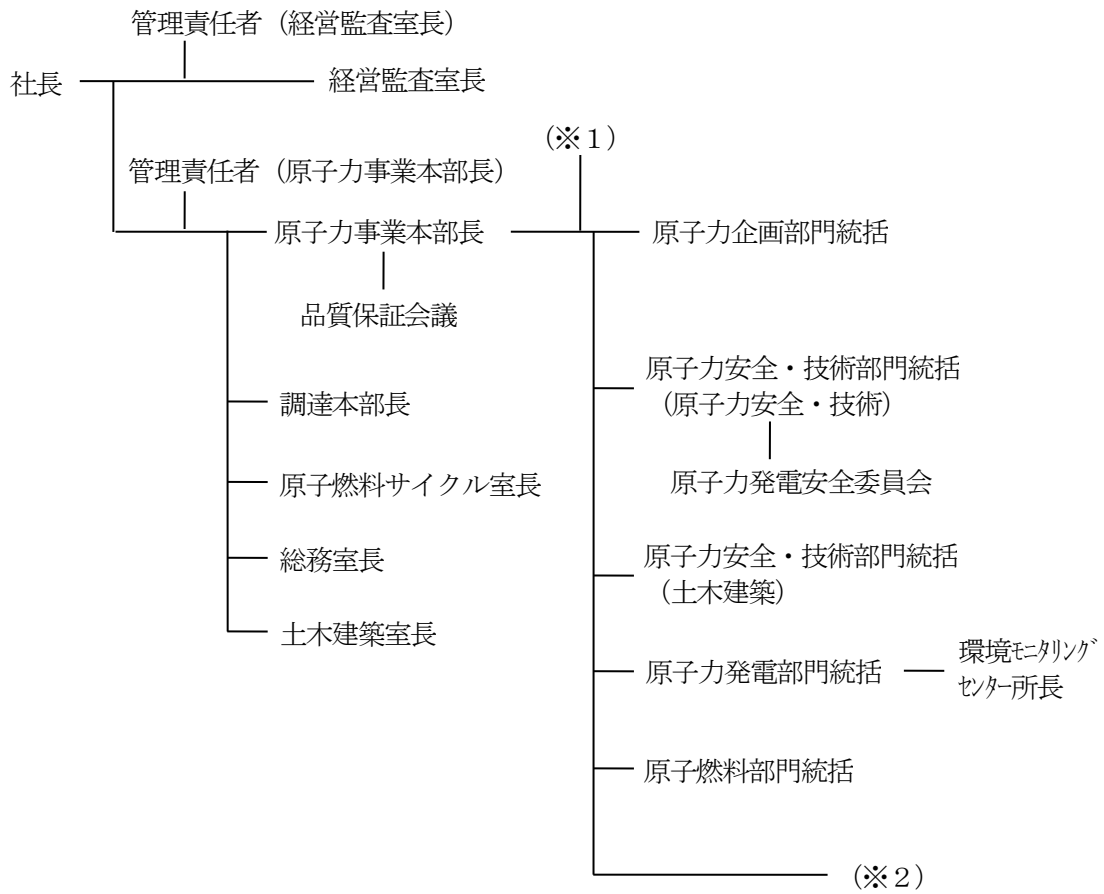 管理責任者（経営監査室長）
社長
経営監査室長
（※１）
管理責任者（原子力事業本部長）
原子力事業本部長
原子力企画部門統括
品質保証会議
原子力安全・技術部門統括
（原子力安全・技術）
調達本部長
原子力発電安全委員会
原子燃料サイクル室長
原子力安全・技術部門統括
（土木建築）
総務室長
土木建築室長
原子力発電部門統括
環境ﾓﾆﾀﾘﾝｸﾞ
ｾﾝﾀｰ所長
原子燃料部門統括
（※２）